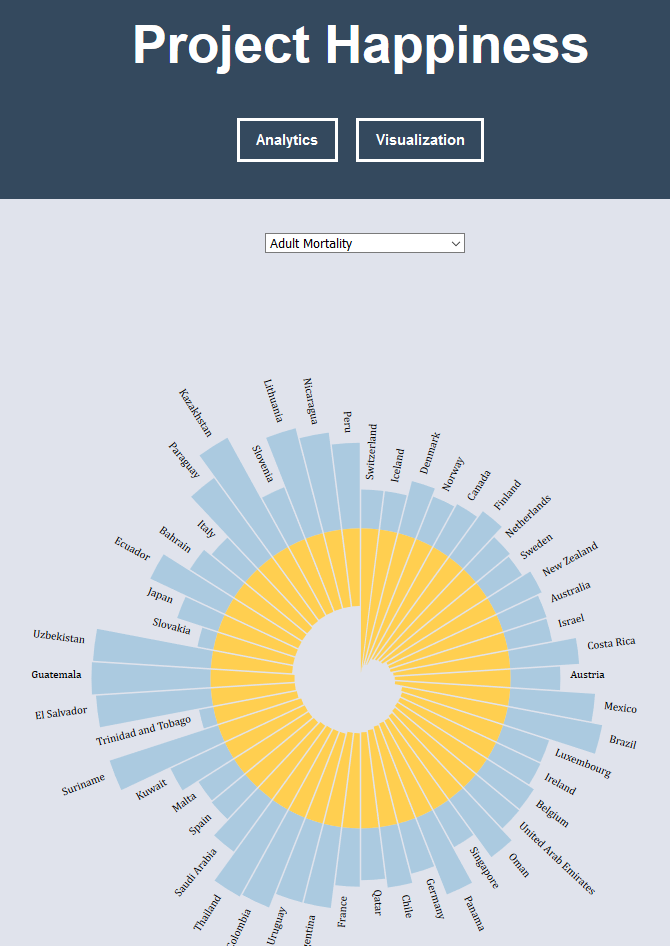 Project Happiness
Analytics
Visualization
Adult Mortality
Switzerland
Iceland
Denmark
Norway
Canada
Finland
Netherlands
Sweden
New Zealand
Australia
Israel
Costa Rica
Austria
Mexico
Brazil
Luxembourg
Ireland
Belgium
United Arab Emirates
Oman
Singapore
Panama
Germany
Chile
Qatar
France
entina
Uruguay
Colombia
Thailand
Saudi Arabia
Spain
Malta
Kuwait
Suriname
Trinidad and Tobago
El Salvador
Guatemala
Uzbekistan
Slovakia
Japan
Ecuador
Bahrain
Italy
Paraguay
Kazakhstan
Slovenia
Lithuania
Nicaragua
Peru